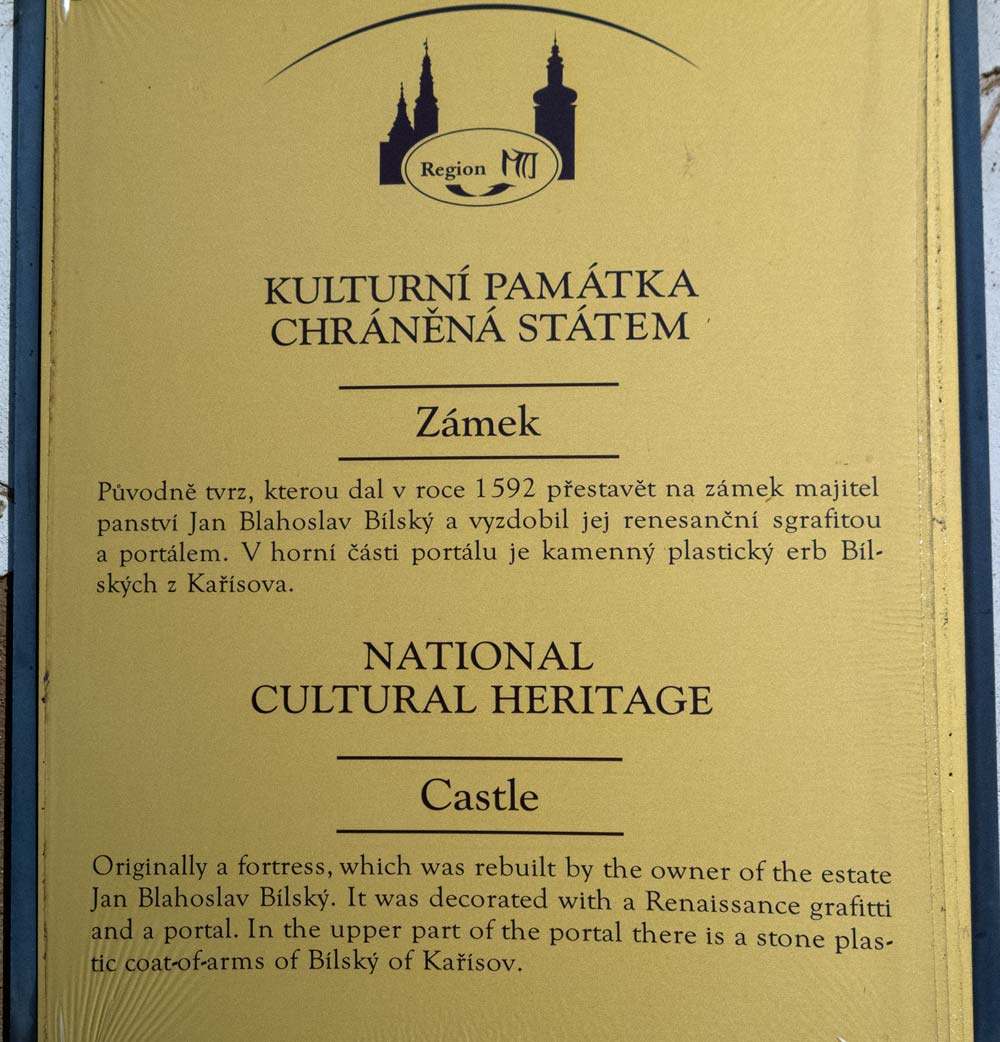 Region MTJ
KULTURNÍ PAMÁTKA
CHRÁNĚNÁ STÁTEM
Zámek
Původně tvrz, kterou dal v roce 1592 přestavět na zámek majitel
panství Jan Blahoslav Bílský a vyzdobil jej renesanční sgrafitou
a portálem. V horní části portálu je kamenný plastický erb Bíl-
ských z Kařísova.
NATIONAL
CULTURAL HERITAGE
Castle
Originally a fortress, which was rebuilt by the owner of the estate
Jan Blahoslav Bílský. It was decorated with a Renaissance grafitti
and a portal. In the upper part of the portal there is a stone plas-
tic coat-of-arms of Bílský of Kařísov.